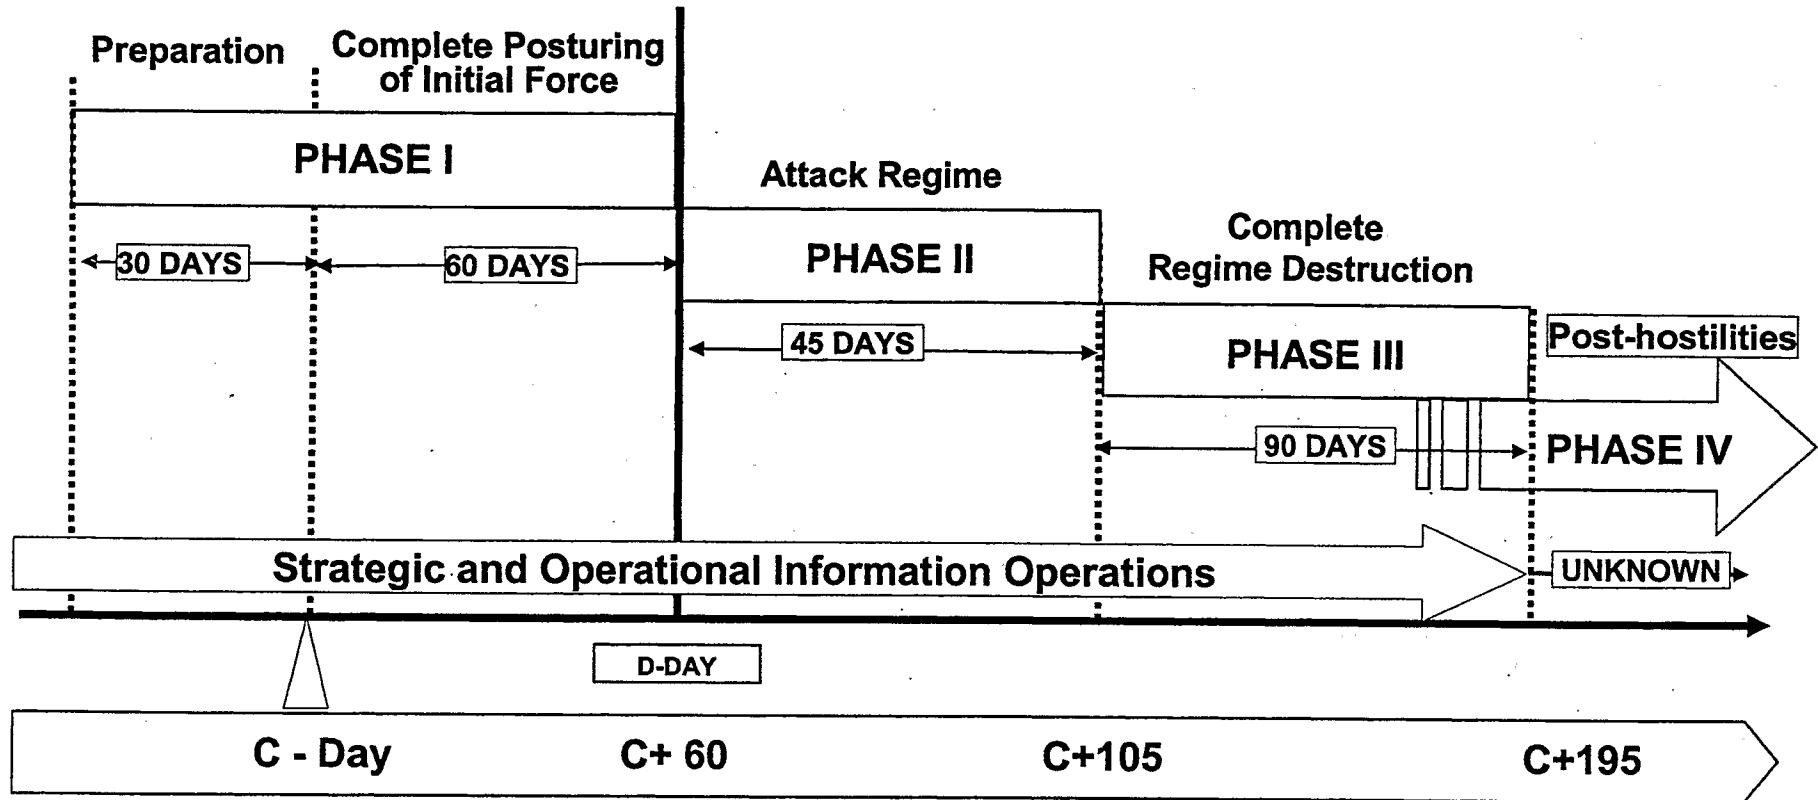 Preparation
Complete Posturing
of Initial Force
PHASE I
Attack Regime
30 DAYS
60 DAYS
PHASE II
Complete
Regime Destruction
45 DAYS
PHASE III
Post-hostilities
90 DAYS
PHASE IV
Strategic and Operational Information Operations
UNKNOWN
D-DAY
C - Day
C+ 60
C+105
C+195